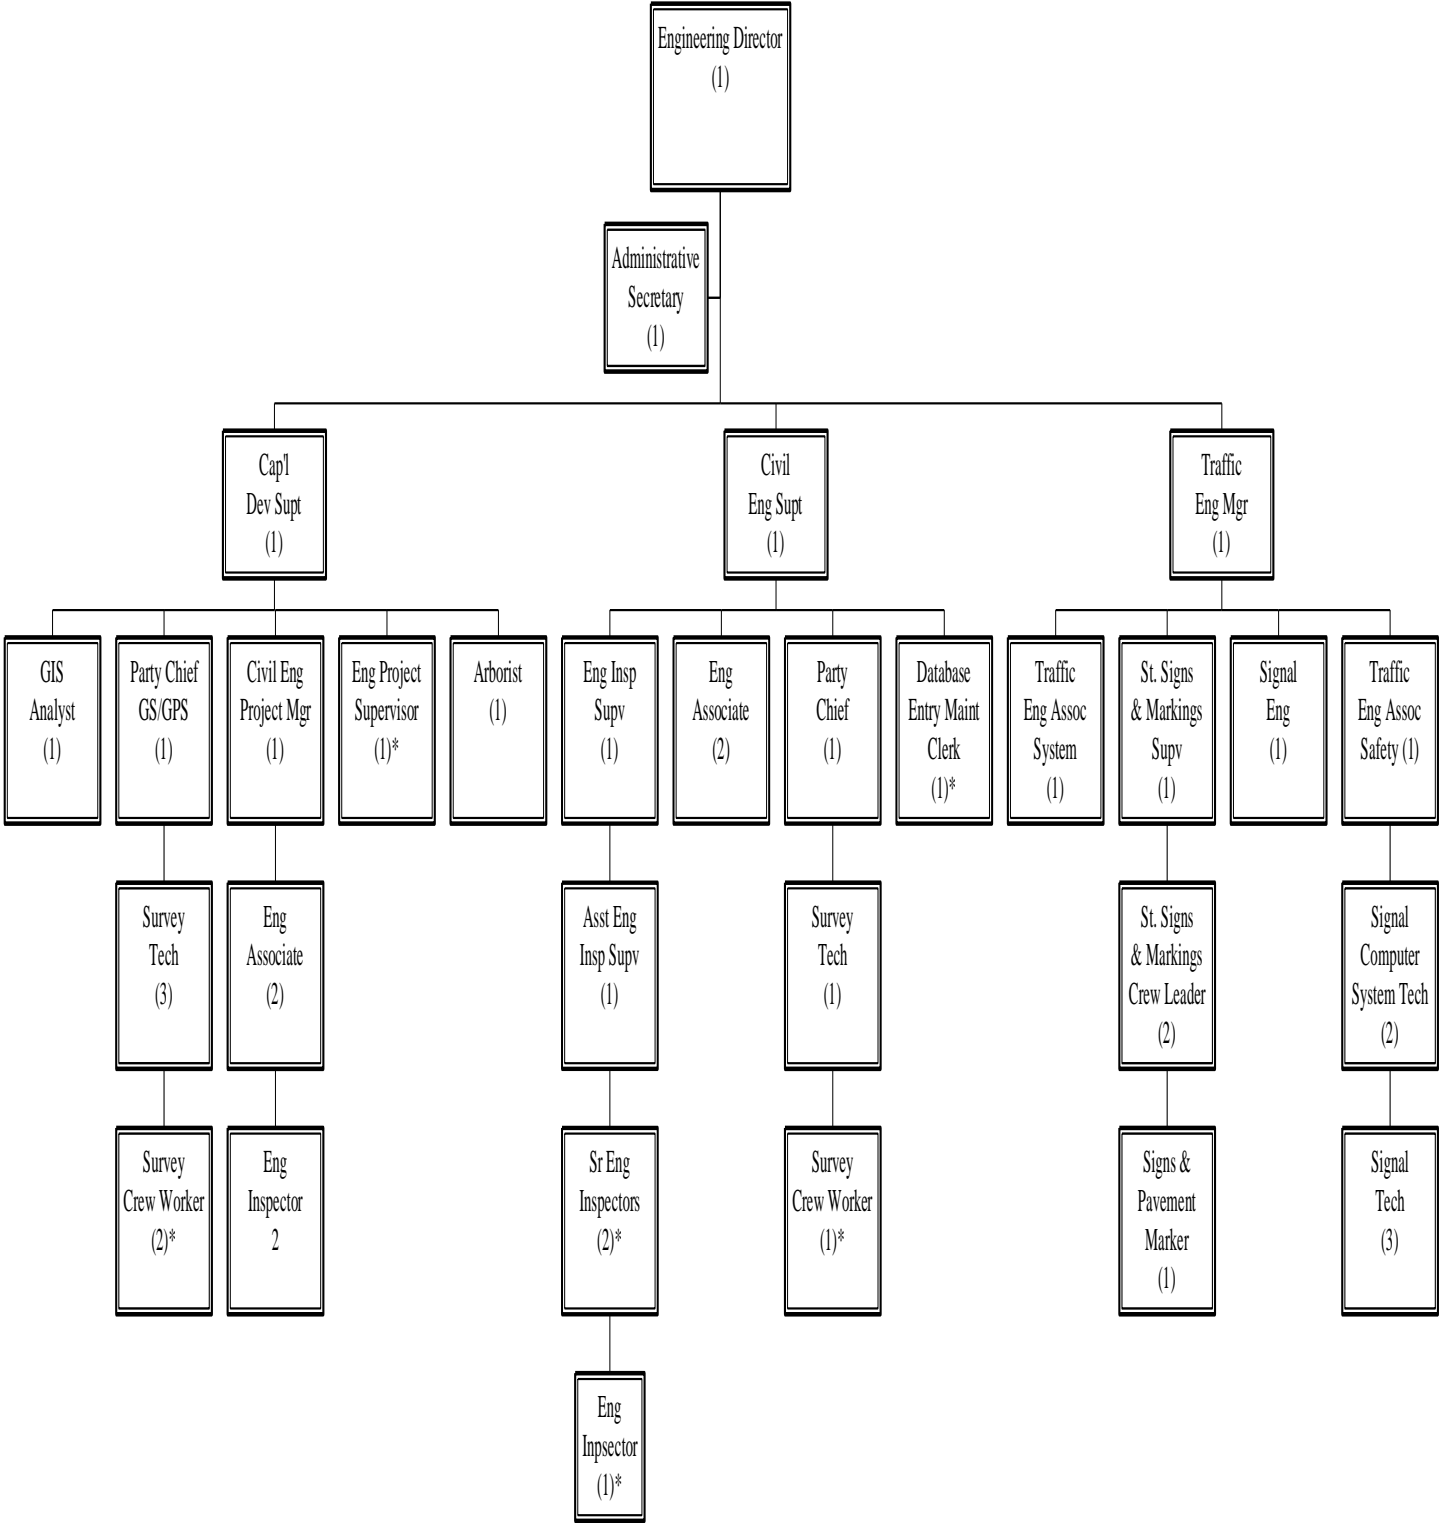 Engineering Director
(1)
Administrative
Secretary
(1)
Cap'l
Dev Supt
(1)
Civil
Eng Supt
(1)
Traffic
Eng Mgr
(1)
GIS
Analyst
(1)
Party Chief
GS/GPS
(1)
Civil Eng
Project Mgr
(1)
Eng Project
Supervisor
(1)*
Arborist
(1)
Eng Insp
Supv
(1)
Eng
Associate
(2)
Party
Chief
(1)
Database
Entry Maint
Clerk
(1)*
Traffic
Eng Assoc
System
(1)
St. Signs
& Markings
Supv
(1)
Signal
Eng
(1)
Traffic
Eng Assoc
Safety (1)
Survey
Tech
(3)
Eng
Associate
(2)
Asst Eng
Insp Supv
(1)
Survey
Tech
(1)
St. Signs
& Markings
Crew Leader
(2)
Signal
Computer
System Tech
(2)
Survey
Crew Worker
(2)*
Eng
Inspector
2
Sr Eng
Inspectors
(2)*
Survey
Crew Worker
(1)*
Signs &
Pavement
Marker
(1)
Signal
Tech
(3)
Eng
Inpsector
(1)*